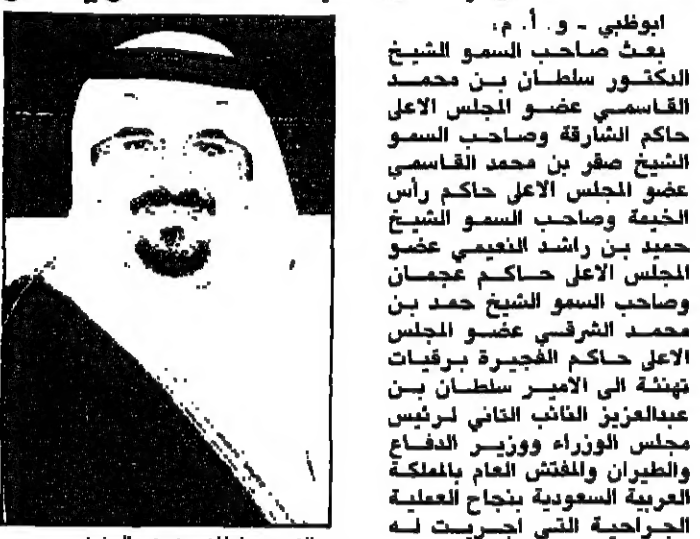 ابوظبي - و. أ. م:
بعث صاحب السمو الشيخ
الدكتور سلطان بن محمد
القاسمي عضو المجلس الاعلى
حاكم الشارقة وصاحب السمو
الشيخ صقر بن محمد القاسمي
عضو المجلس الاعلى حاكم رأس
الخيمة وصاحب السمو الشيخ
حميد بن راشد النعيمي عضو
المجلس الاعلى حاكم عجمان
وصاحب السمو الشيخ حمد بن
محمد الشرقي عضو المجلس
الاعلى حاكم الفجيرة برقيات
تهنئة الى الامير سلطان بن
عبدالعزيز النائب الثاني لرئيس
مجلس الوزراء ووزير الدفاع
والطيران والمفتش العام بالمملكة
العربية السعودية بنجاح العملية
الجراحية التي اجريت له